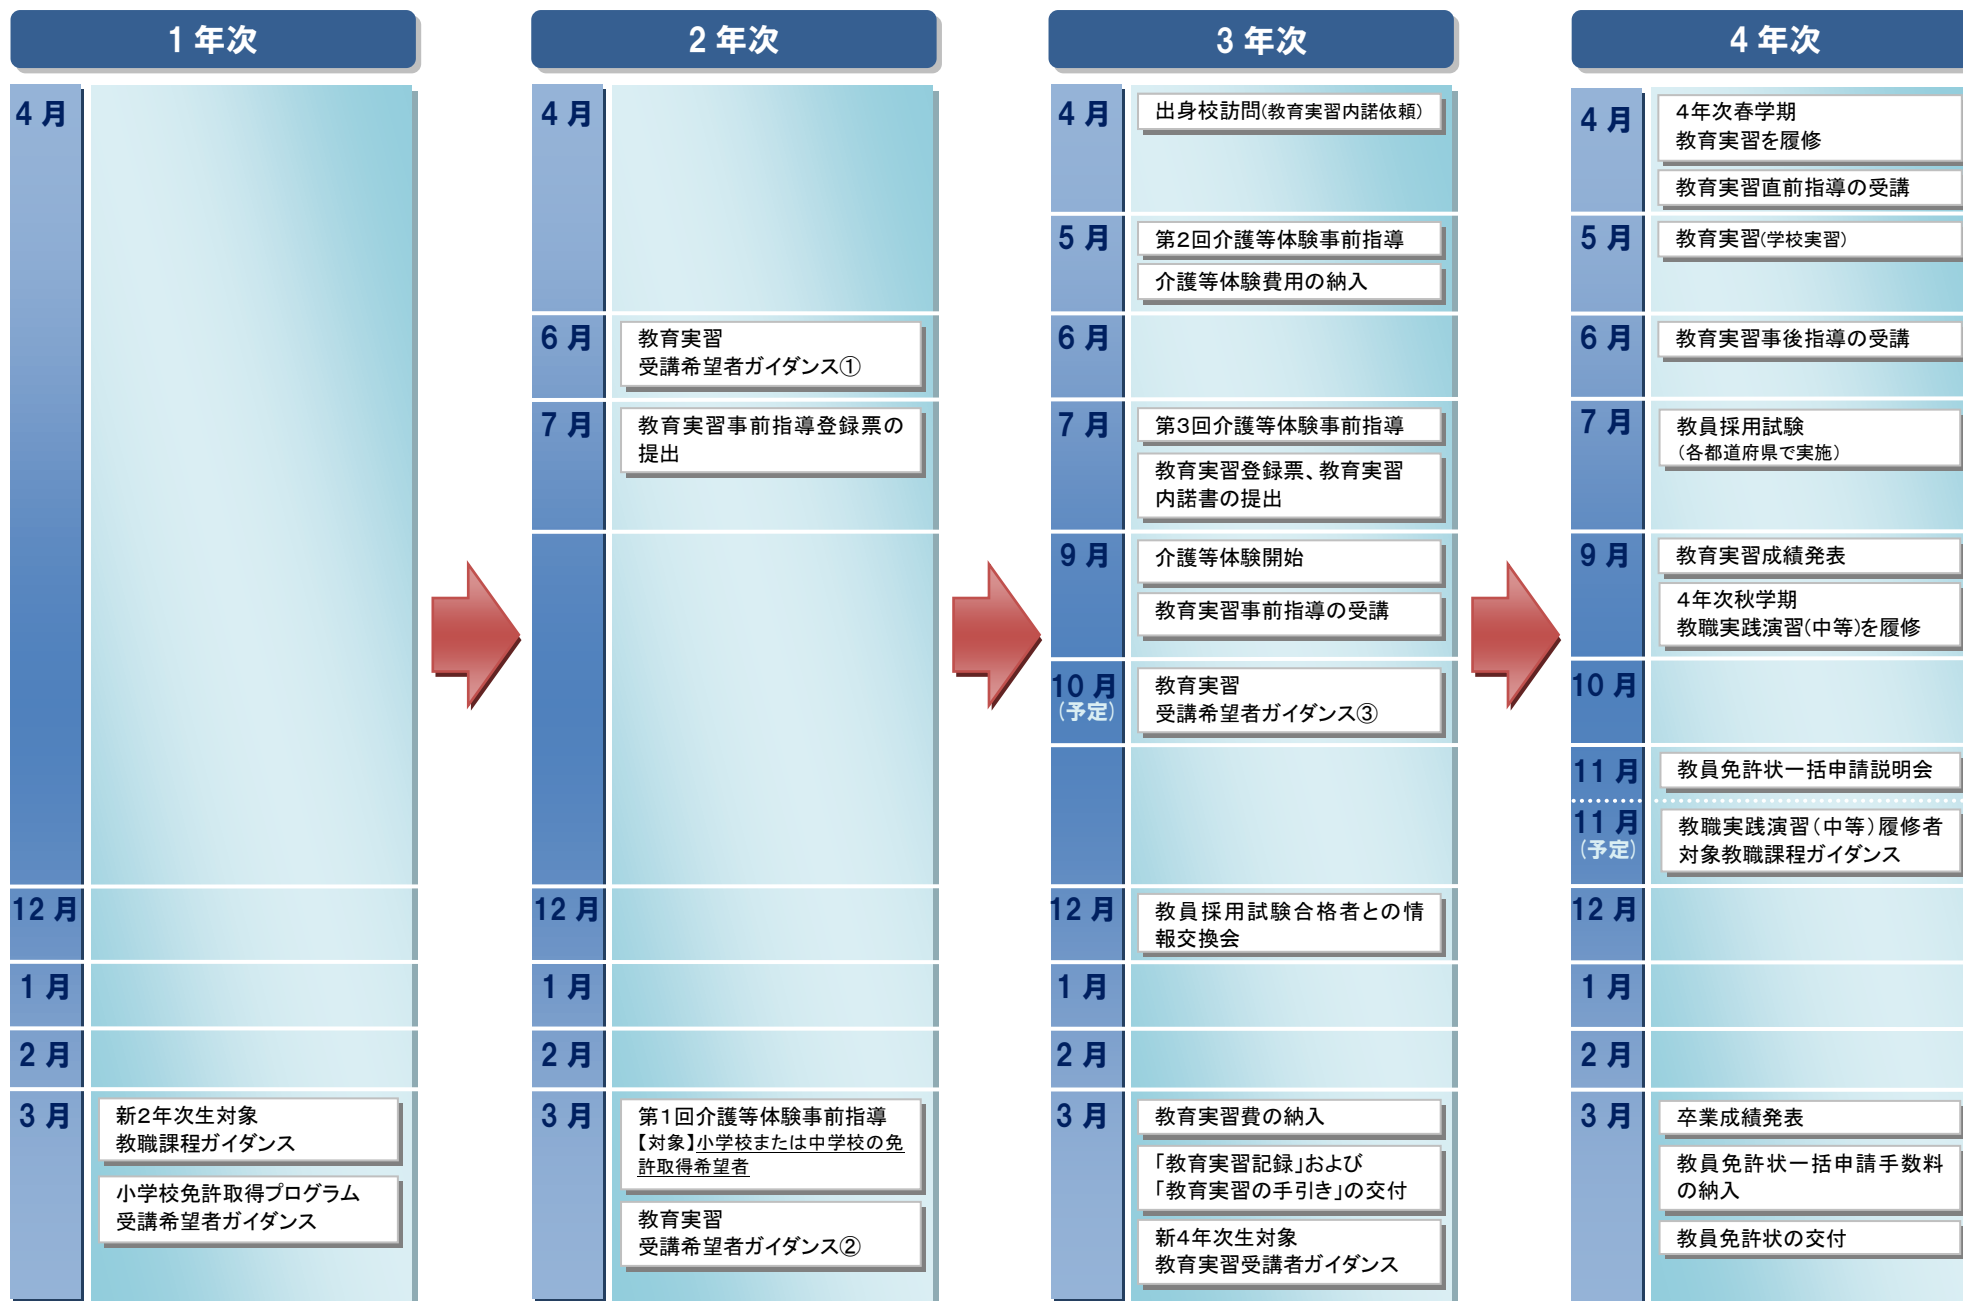 1年次
4月
12月
1月
2月
3月
新2年次生対象
教職課程ガイダンス
小学校免許取得プログラム
受講希望者ガイダンス
2年次
4月
6月
教育実習
受講希望者ガイダンス①
7月
教育実習事前指導登録票の
提出
12月
1月
2月
3月
第1回介護等体験事前指導
【対象】小学校または中学校の免
許取得希望者
教育実習
受講希望者ガイダンス②
3年次
4月
出身校訪問(教育実習内諾依頼)
5月
第2回介護等体験事前指導
介護等体験費用の納入
6月
7月
第3回介護等体験事前指導
教育実習登録票、教育実習
内諾書の提出
9月
介護等体験開始
教育実習事前指導の受講
10月
(予定)
教育実習
受講希望者ガイダンス③
12月
教員採用試験合格者との情
報交換会
1月
2月
3月
教育実習費の納入
「教育実習記録」および
「教育実習の手引き」の交付
新4年次生対象
教育実習受講者ガイダンス
4年次
4月
4年次春学期
教育実習を履修
教育実習直前指導の受講
5月
教育実習(学校実習)
6月
教育実習事後指導の受講
7月
教員採用試験
(各都道府県で実施)
9月
教育実習成績発表
4年次秋学期
教職実践演習(中等)を履修
10月
11月
教員免許状一括申請説明会
11月
(予定)
教職実践演習(中等)履修者
対象教職課程ガイダンス
12月
1月
2月
3月
卒業成績発表
教員免許状一括申請手数料
の納入
教員免許状の交付